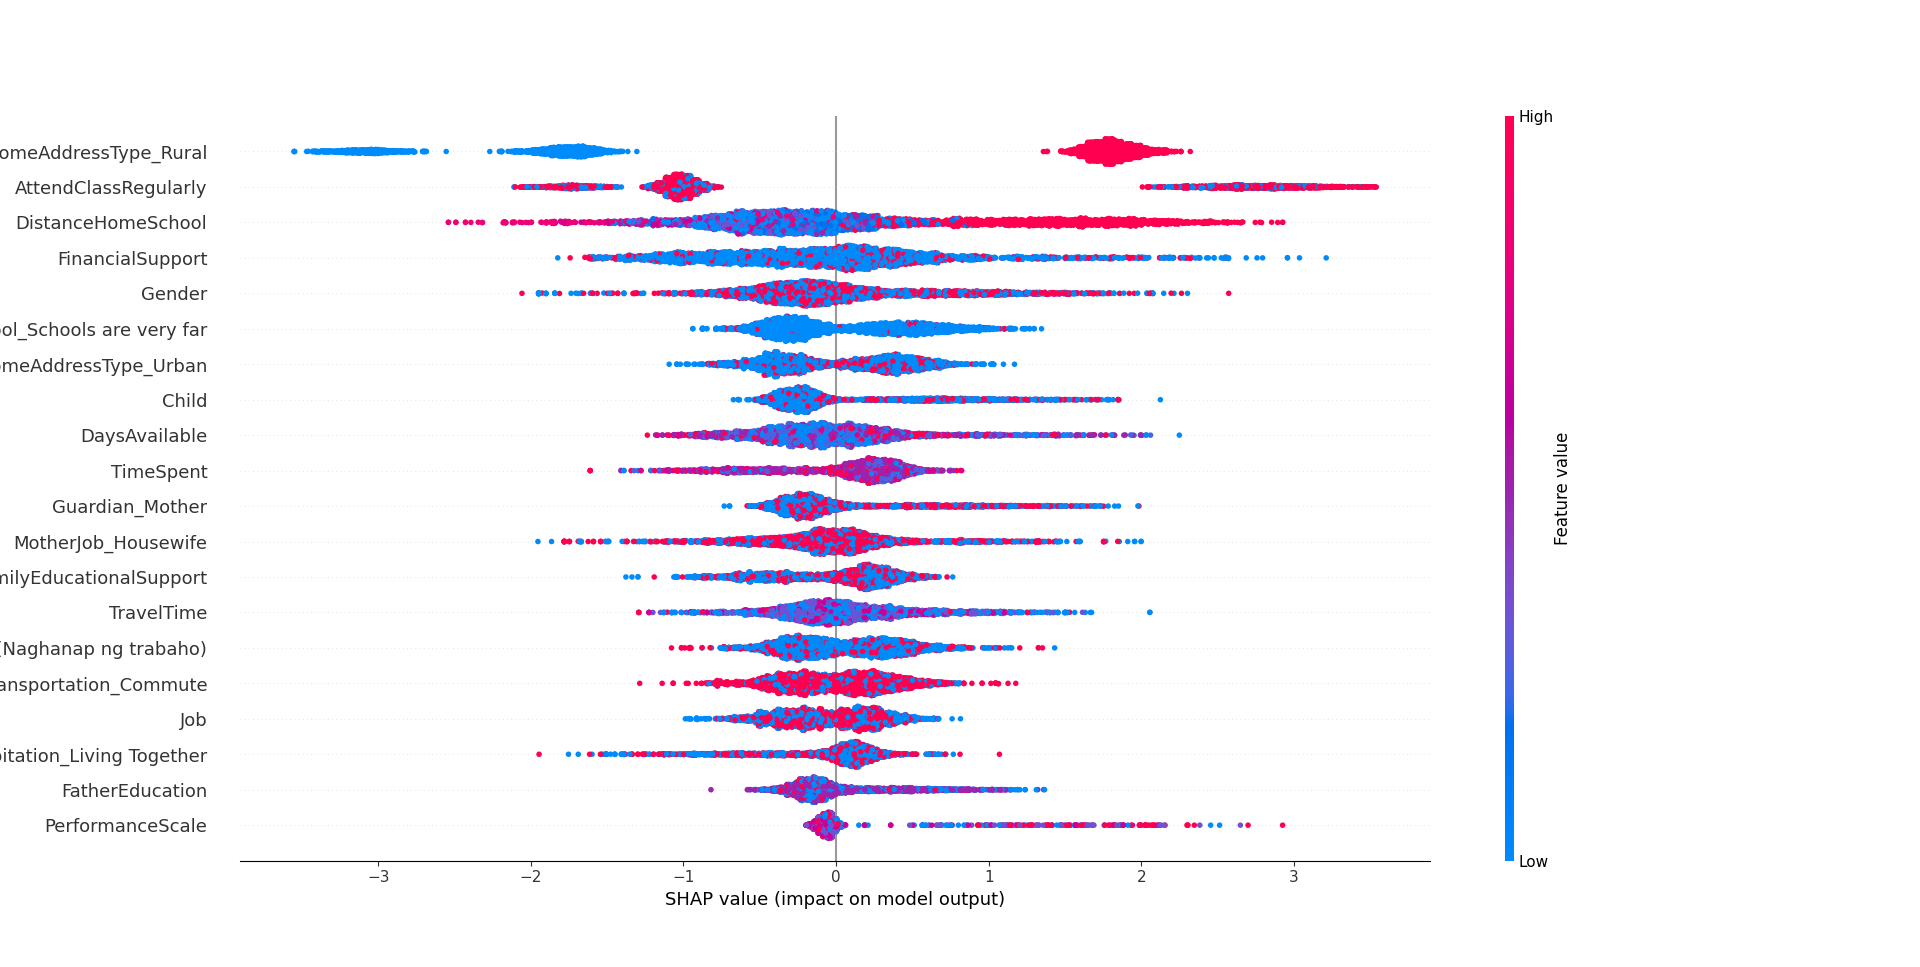 High
omeAddressType_Rural
AttendClassRegularly
DistanceHomeSchool
FinancialSupport
Gender
ol_Schools are very far
omeAddressType_Urban
Child
DaysAvailable
TimeSpent
Guardian_Mother
MotherJob_Housewife
milyEducationalSupport
TravelTime
(Naghanap ng trabaho)
ansportation_Commute
Job
itation_Living Together
FatherEducation
PerformanceScale
Feature value
Low
−3 −2 −1 0 1 2 3
SHAP value (impact on model output)